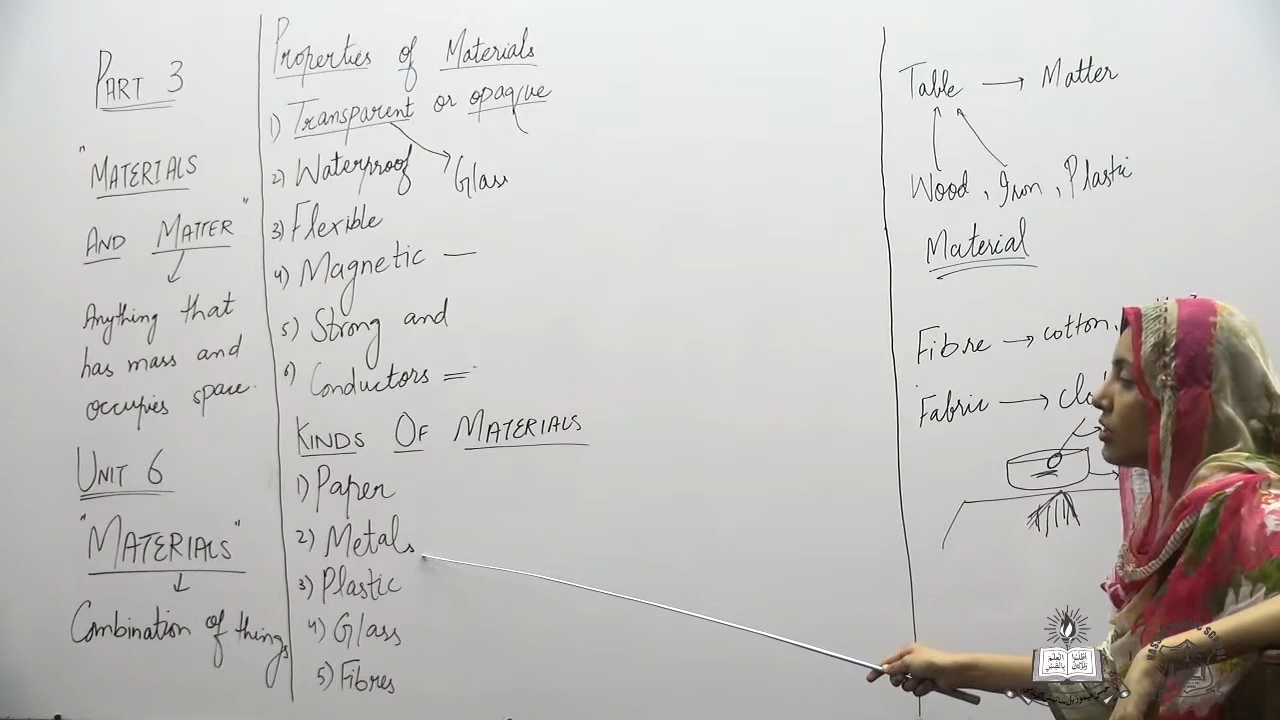 PART 3
"MATERIALS
AND MATTER"
Anything that
has mass and
occupies space.
UNIT 6
"MATERIALS"
Combination of things
Properties of Materials
1) Transparent or opaque
Glass
2) Waterproof
3) Flexible
4) Magnetic —
5) Strong and
6) Conductors =
KINDS OF MATERIALS
1) Paper
2) Metals
3) Plastic
4) Glass
5) Fibres
Table → Matter
Wood, Iron, Plastic
Material
Fibre → cotton,
Fabric →